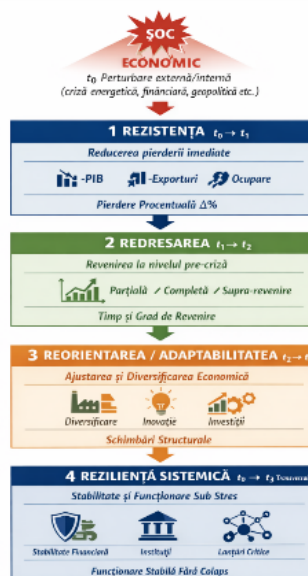 ȘOC
ECONOMIC
t₀ Perturbare externă/internă
(criză energetică, financiară, geopolitică etc.)
1 REZISTENȚA t₀ → t₁
Reducerea pierderii imediate
-PIB -Exporturi Ocupare
Pierdere Procentuală Δ%
2 REDRESAREA t₁ → t₂
Revenirea la nivelul pre-criză
Parțială / Completă / Supra-revenire
Timp și Grad de Revenire
3 REORIENTAREA / ADAPTABILITATEA t₂ → t
Ajustarea și Diversificarea Economică
Diversificare Inovație Investiții
Schimbări Structurale
4 REZILIENȚĂ SISTEMICĂ t₀ → t₃
Stabilitate și Funcționare Sub Stres
Stabilitate Financiară Instituții Lanțuri Critice
Funcționare Stabilă Fără Colaps